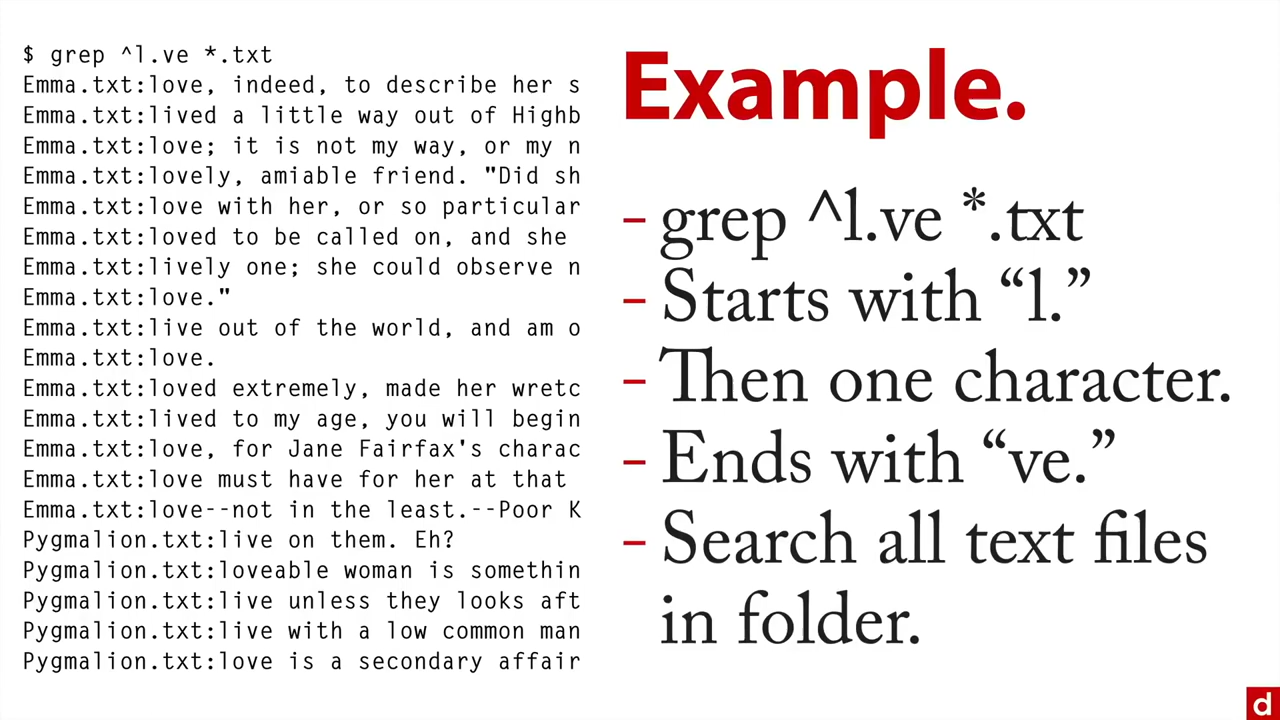 $ grep ^l.ve *.txt
Emma.txt:love, indeed, to describe her s
Emma.txt:lived a little way out of Highb
Emma.txt:love; it is not my way, or my n
Emma.txt:lovely, amiable friend. "Did sh
Emma.txt:love with her, or so particular
Emma.txt:loved to be called on, and she
Emma.txt:lively one; she could observe n
Emma.txt:love."
Emma.txt:live out of the world, and am o
Emma.txt:love.
Emma.txt:loved extremely, made her wretc
Emma.txt:lived to my age, you will begin
Emma.txt:love, for Jane Fairfax's charac
Emma.txt:love must have for her at that
Emma.txt:love--not in the least.--Poor K
Pygmalion.txt:live on them. Eh?
Pygmalion.txt:loveable woman is somethin
Pygmalion.txt:live unless they looks aft
Pygmalion.txt:live with a low common man
Pygmalion.txt:love is a secondary affair
Example.
– grep ^l.ve *.txt
– Starts with “l.”
– Then one character.
– Ends with “ve.”
– Search all text files
in folder.
d